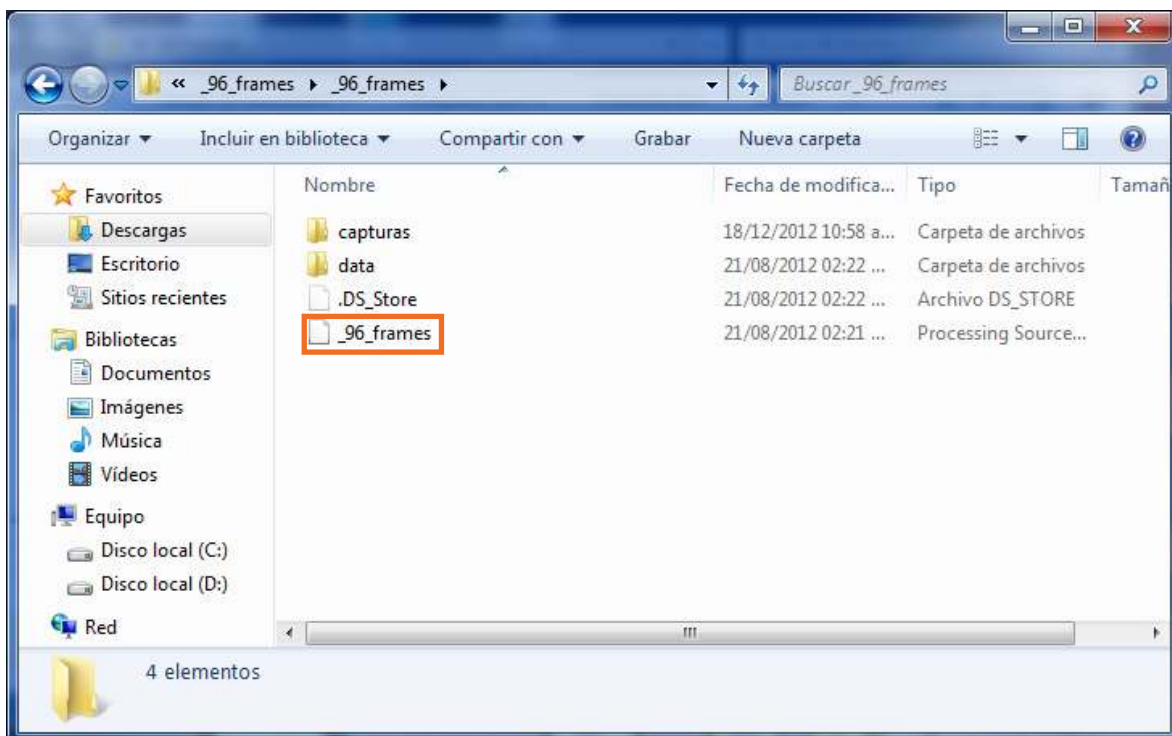 « _96_frames ▸ _96_frames ▸ Buscar _96_frames
Organizar Incluir en biblioteca Compartir con Grabar Nueva carpeta
Favoritos
Descargas
Escritorio
Sitios recientes
Bibliotecas
Documentos
Imágenes
Música
Vídeos
Equipo
Disco local (C:)
Disco local (D:)
Red
Nombre Fecha de modifica... Tipo Tamañ
capturas 18/12/2012 10:58 a... Carpeta de archivos
data 21/08/2012 02:22 ... Carpeta de archivos
.DS_Store 21/08/2012 02:22 ... Archivo DS_STORE
_96_frames 21/08/2012 02:21 ... Processing Source...
4 elementos